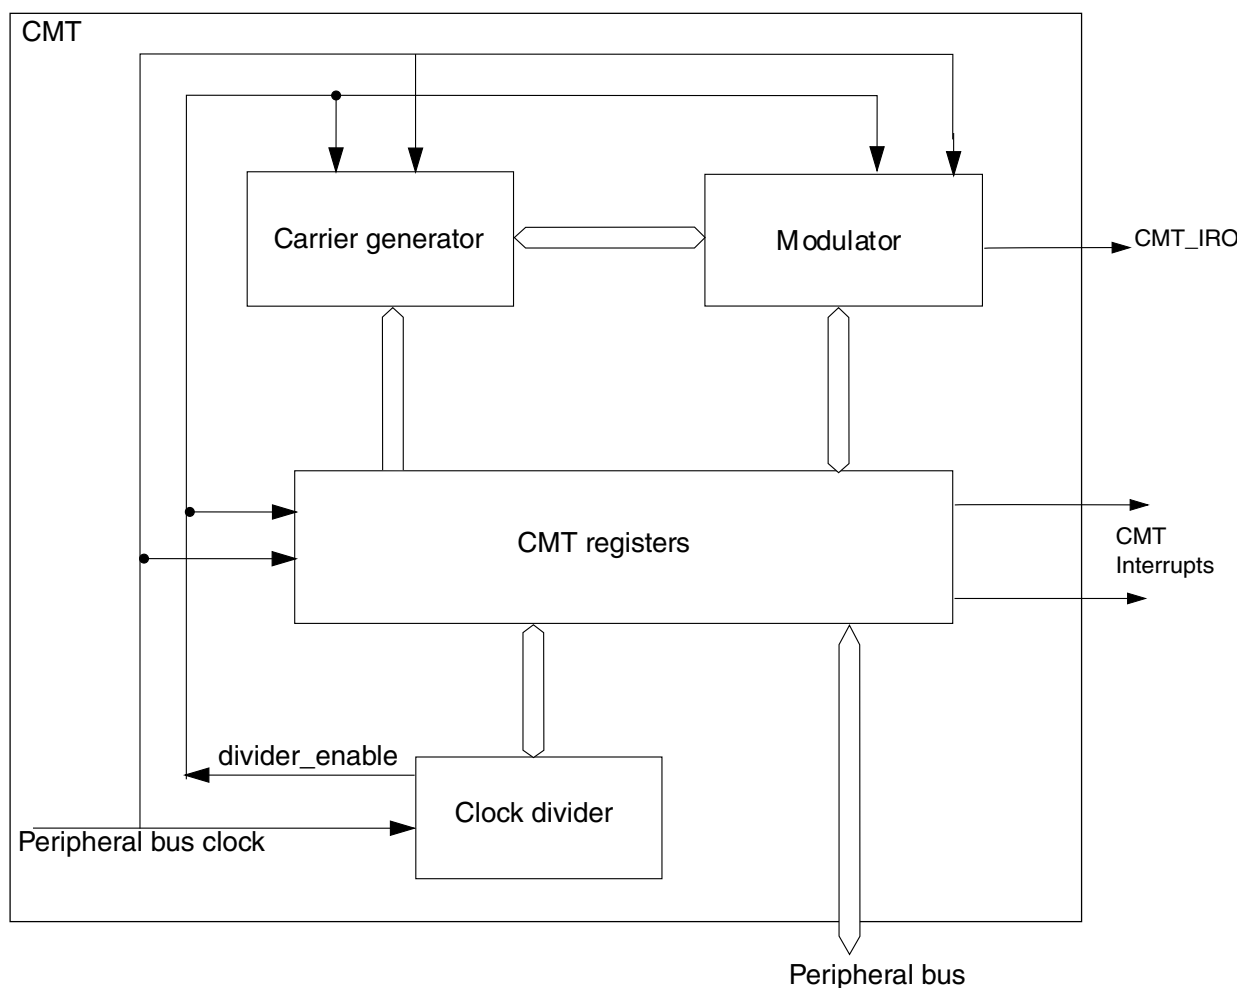 CMT
Carrier generator
Modulator
CMT_IRO
CMT registers
CMT
Interrupts
divider_enable
Clock divider
Peripheral bus clock
Peripheral bus